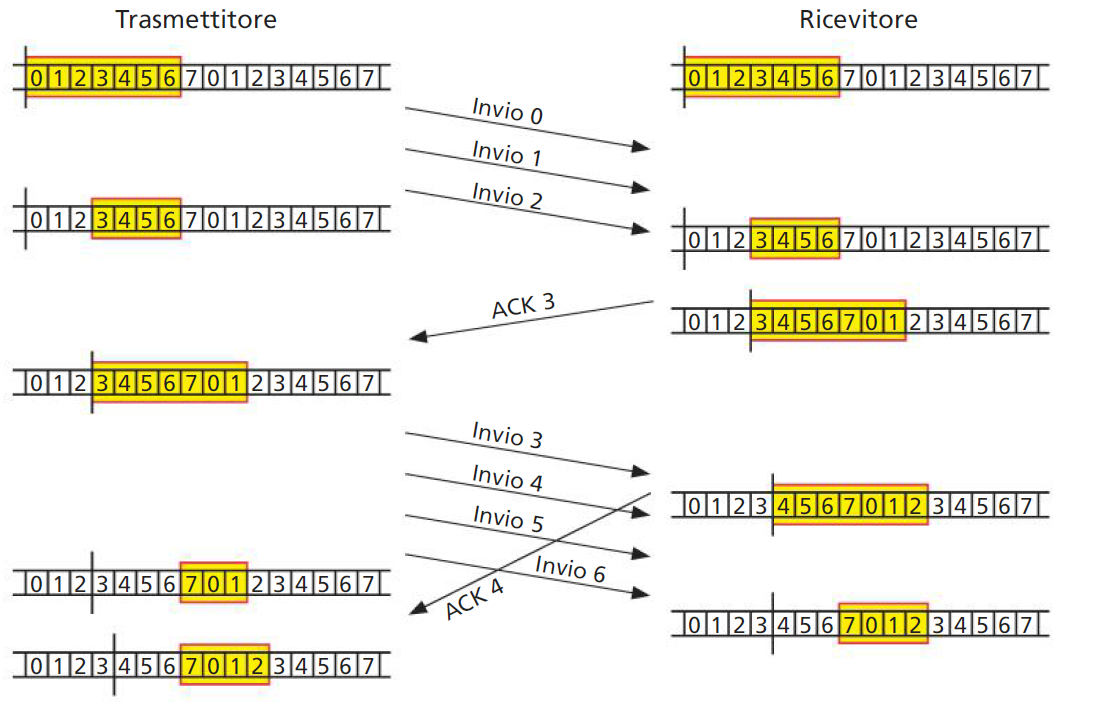 Trasmettitore
Ricevitore
0 1 2 3 4 5 6 7 0 1 2 3 4 5 6 7
0 1 2 3 4 5 6 7 0 1 2 3 4 5 6 7
Invio 0
Invio 1
Invio 2
0 1 2 3 4 5 6 7 0 1 2 3 4 5 6 7
0 1 2 3 4 5 6 7 0 1 2 3 4 5 6 7
ACK 3
0 1 2 3 4 5 6 7 0 1 2 3 4 5 6 7
0 1 2 3 4 5 6 7 0 1 2 3 4 5 6 7
Invio 3
Invio 4
Invio 5
Invio 6
0 1 2 3 4 5 6 7 0 1 2 3 4 5 6 7
ACK 4
0 1 2 3 4 5 6 7 0 1 2 3 4 5 6 7
0 1 2 3 4 5 6 7 0 1 2 3 4 5 6 7
0 1 2 3 4 5 6 7 0 1 2 3 4 5 6 7